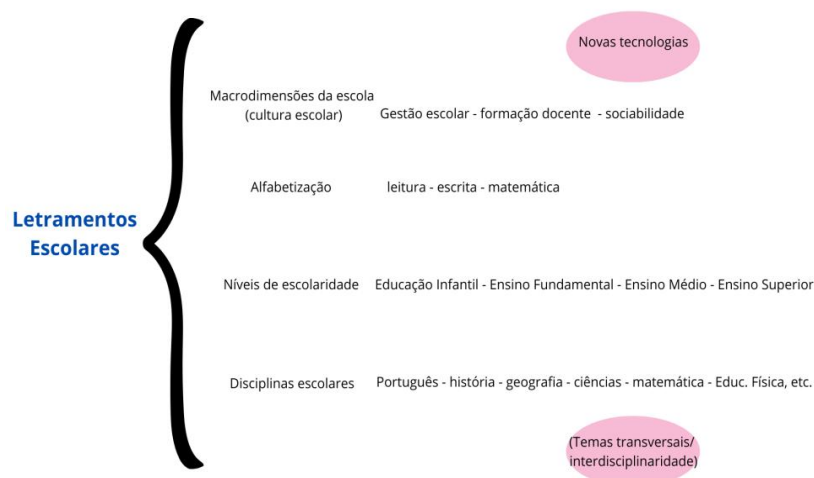 Novas tecnologias
Macrodimensões da escola
(cultura escolar)
Gestão escolar - formação docente - sociabilidade
Alfabetização
leitura - escrita - matemática
Letramentos
Escolares
Níveis de escolaridade
Educação Infantil - Ensino Fundamental - Ensino Médio - Ensino Superior
Disciplinas escolares
Português - história - geografia - ciências - matemática - Educ. Física, etc.
(Temas transversais/
interdisciplinaridade)